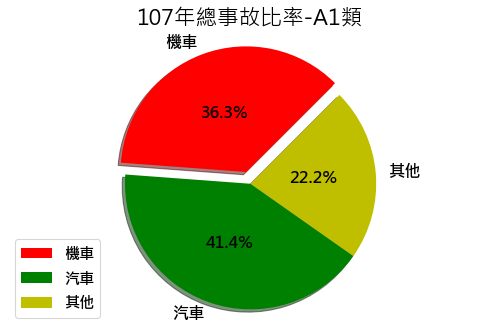 107年總事故比率-A1類
機車
36.3%
其他
22.2%
41.4%
汽車
機車
汽車
其他